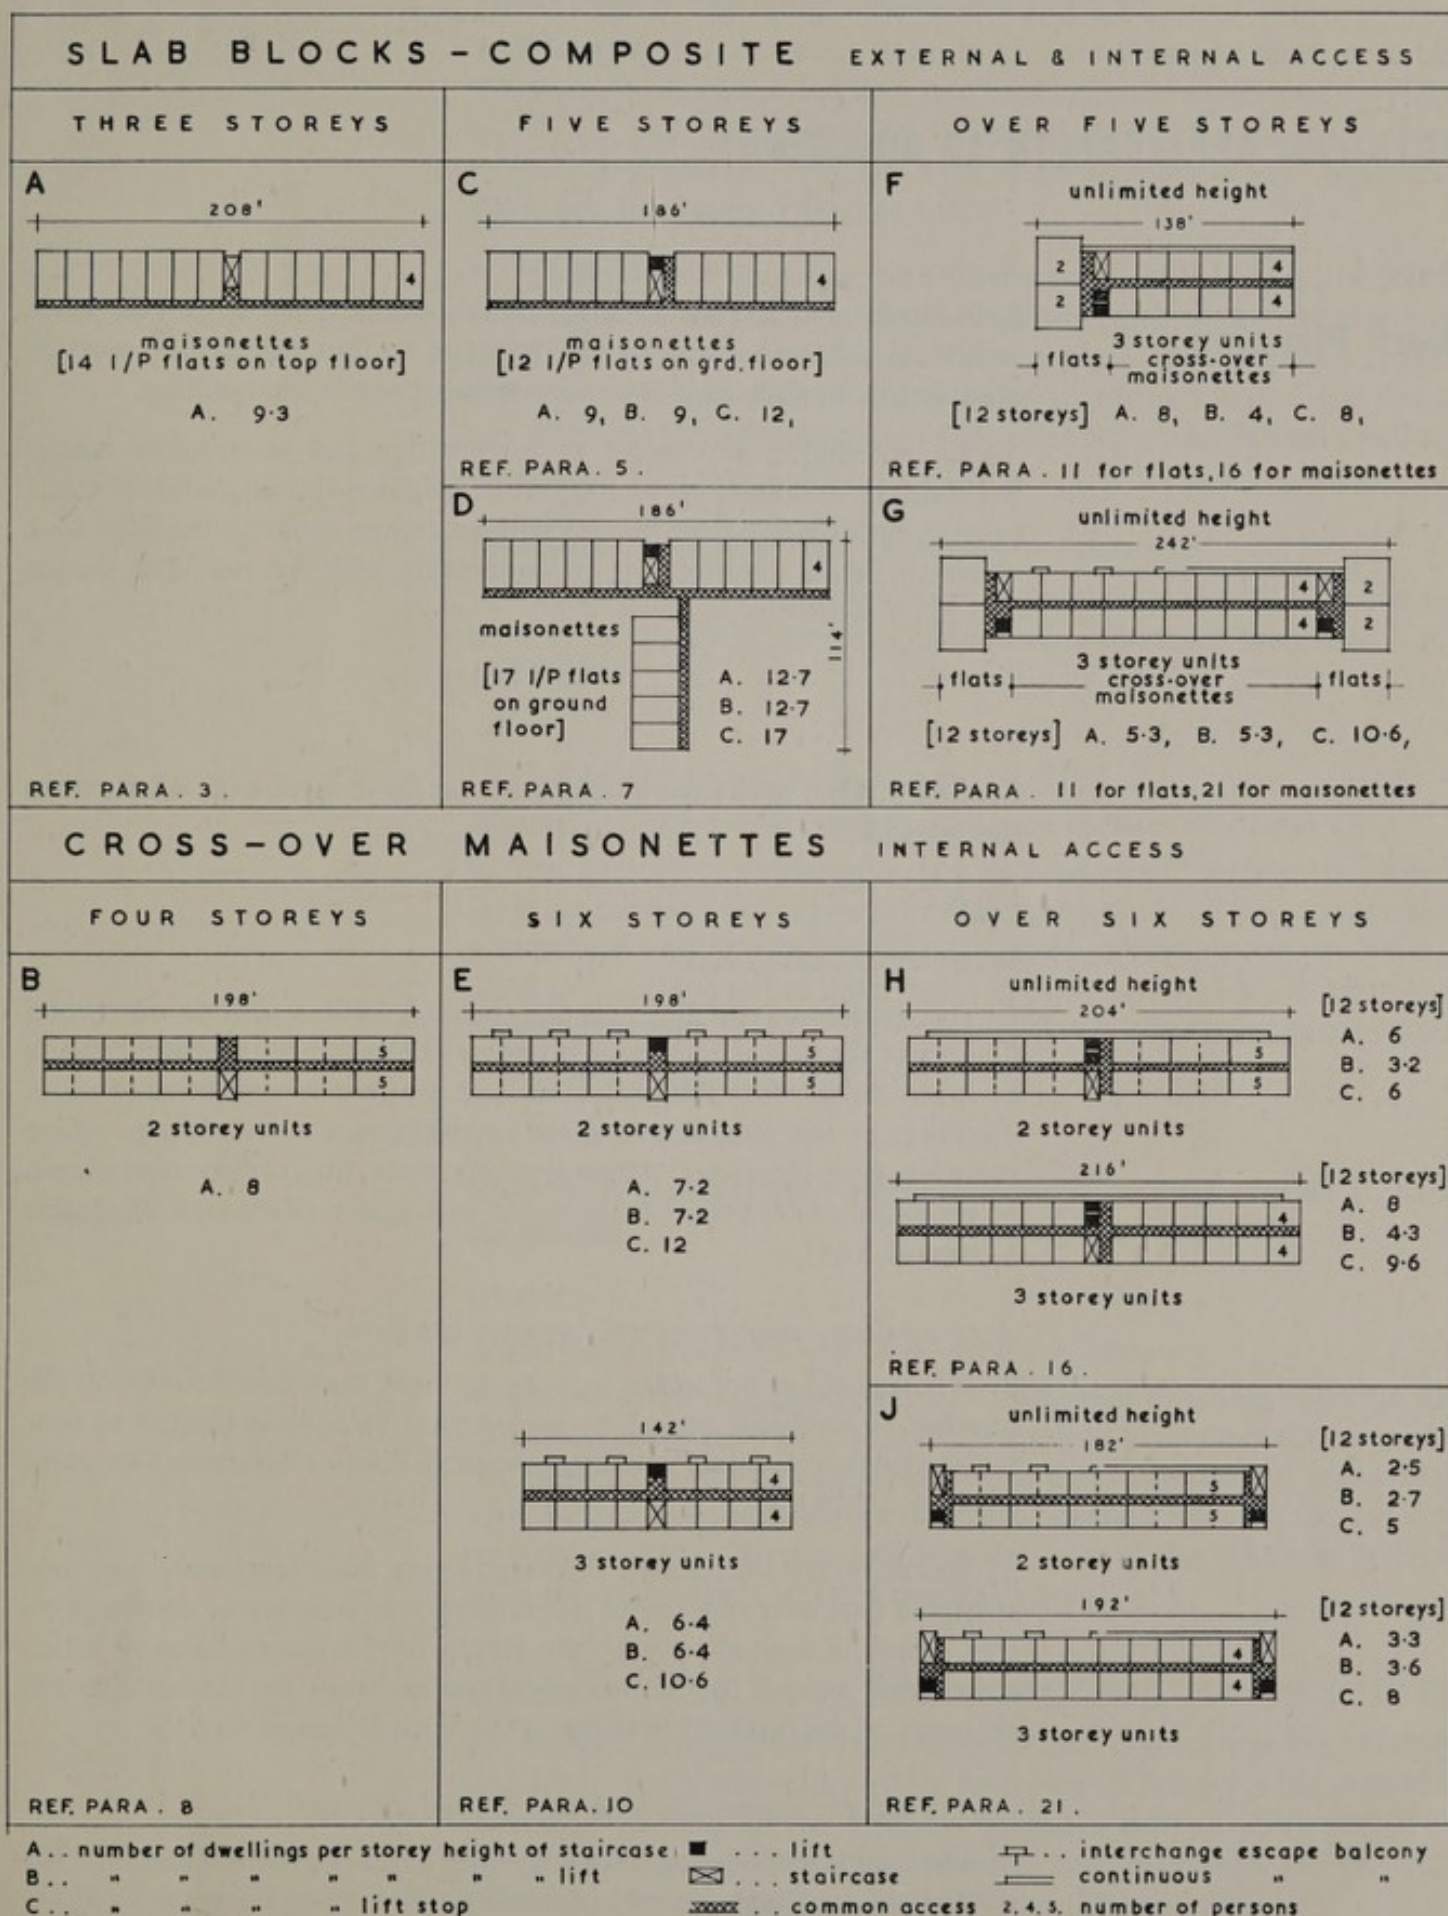 SLAB BLOCKS - COMPOSITE EXTERNAL & INTERNAL ACCESS
THREE STOREYS
A
208'
4
maisonettes
[14 1/P flats on top floor]
A. 9·3
REF. PARA. 3.
FIVE STOREYS
C
186'
4
maisonettes
[12 1/P flats on grd. floor]
A. 9, B. 9, C. 12,
REF. PARA. 5.
D
186'
4
114'
maisonettes
[17 1/P flats
on ground
floor]
A. 12·7
B. 12·7
C. 17
REF. PARA. 7
OVER FIVE STOREYS
F
unlimited height
138'
2 4
2 4
3 storey units
flats cross-over
maisonettes
[12 storeys] A. 8, B. 4, C. 8,
REF. PARA. 11 for flats, 16 for maisonettes
G
unlimited height
242'
4 2
4 2
3 storey units
flats cross-over flats
maisonettes
[12 storeys] A. 5·3, B. 5·3, C. 10·6,
REF. PARA. 11 for flats, 21 for maisonettes
CROSS-OVER MAISONETTES INTERNAL ACCESS
FOUR STOREYS
B
198'
5
5
2 storey units
A. 8
REF. PARA. 8
SIX STOREYS
E
198'
5
5
2 storey units
A. 7·2
B. 7·2
C. 12
142'
4
4
3 storey units
A. 6·4
B. 6·4
C. 10·6
REF. PARA. 10
OVER SIX STOREYS
H
unlimited height
204'
5
5
2 storey units
[12 storeys]
A. 6
B. 3·2
C. 6
216'
4
4
3 storey units
[12 storeys]
A. 8
B. 4·3
C. 9·6
REF. PARA. 16.
J
unlimited height
182'
5
5
2 storey units
[12 storeys]
A. 2·5
B. 2·7
C. 5
192'
4
4
3 storey units
[12 storeys]
A. 3·3
B. 3·6
C. 8
REF. PARA. 21.
A.. number of dwellings per storey height of staircase ... lift .. interchange escape balcony
B.. " " " " " " " lift ... staircase continuous " "
C.. " " " " lift stop .. common access 2, 4, 5, number of persons